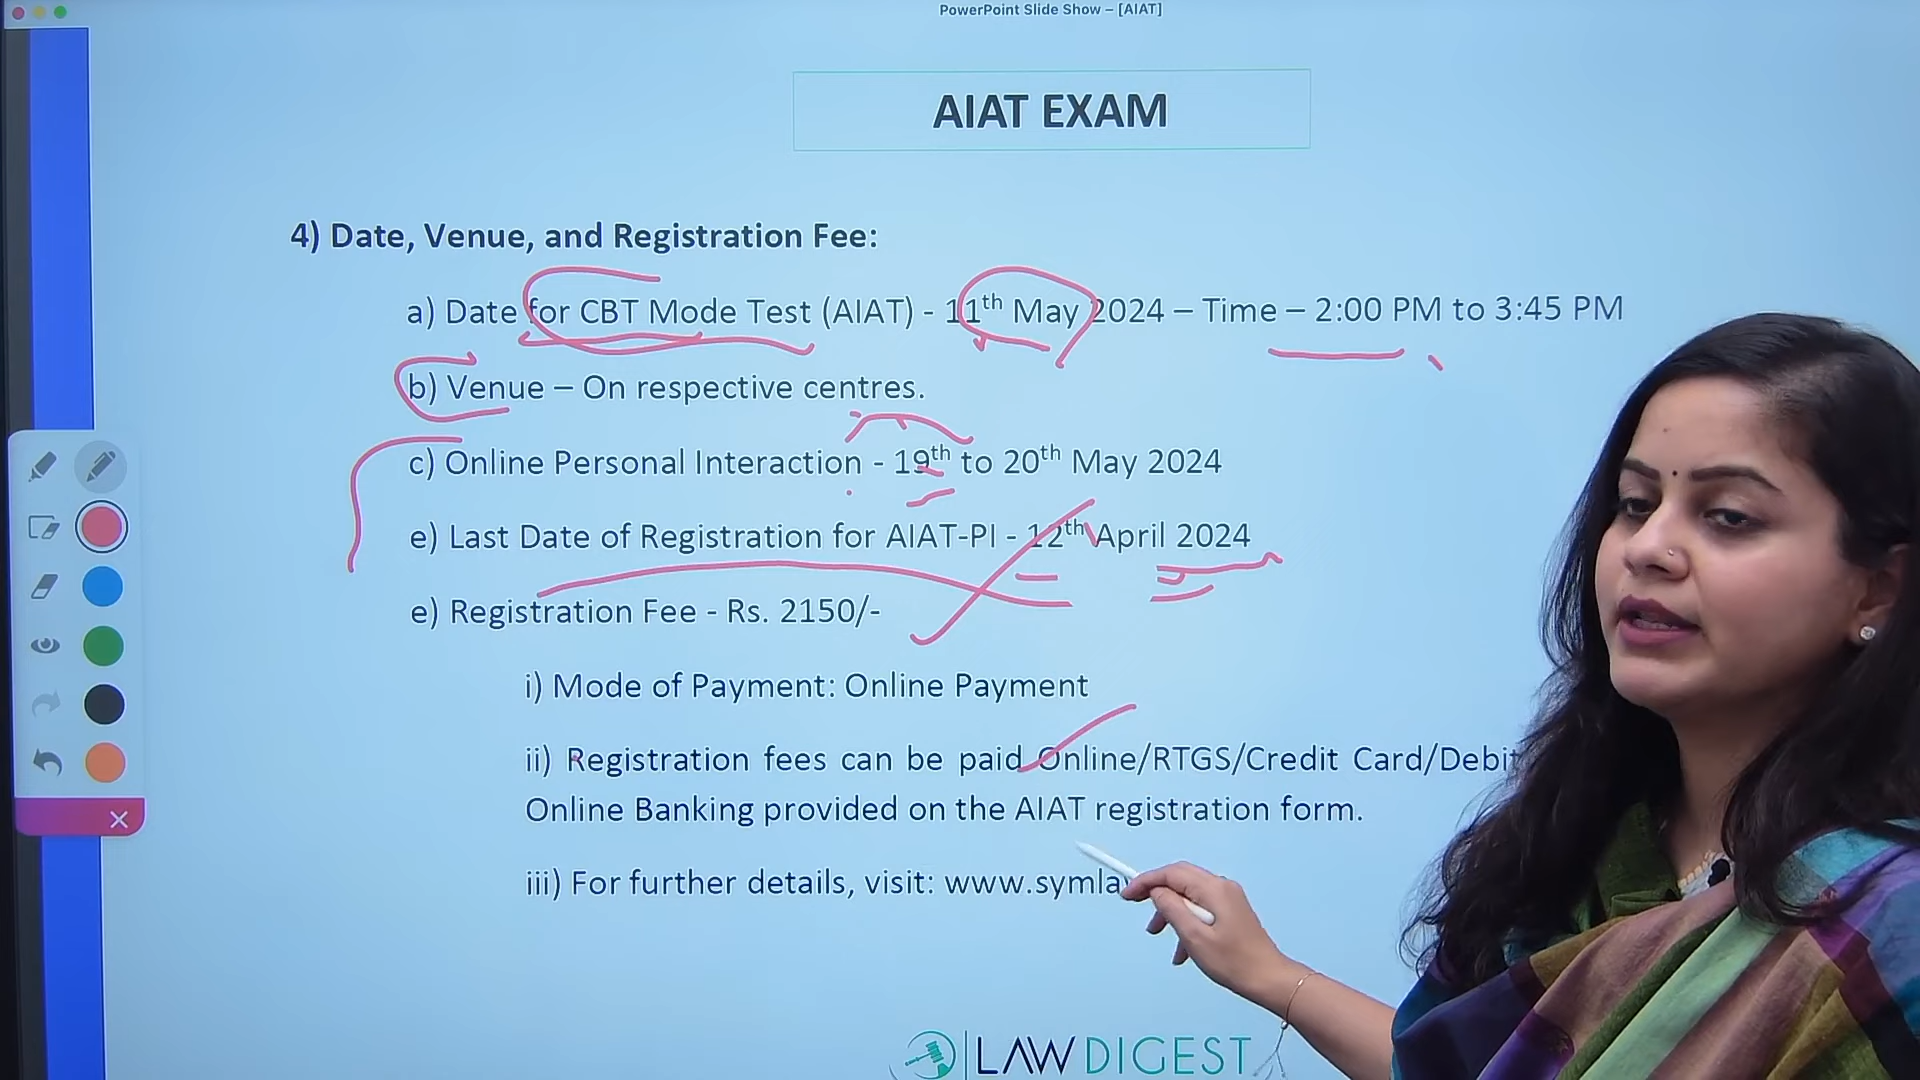 PowerPoint Slide Show – [AIAT]
AIAT EXAM
4) Date, Venue, and Registration Fee:
a) Date for CBT Mode Test (AIAT) - 11th May 2024 – Time – 2:00 PM to 3:45 PM
b) Venue – On respective centres.
c) Online Personal Interaction - 19th to 20th May 2024
e) Last Date of Registration for AIAT-PI - 12th April 2024
e) Registration Fee - Rs. 2150/-
i) Mode of Payment: Online Payment
ii) Registration fees can be paid Online/RTGS/Credit Card/Debit
Online Banking provided on the AIAT registration form.
iii) For further details, visit:
LAW DIGEST